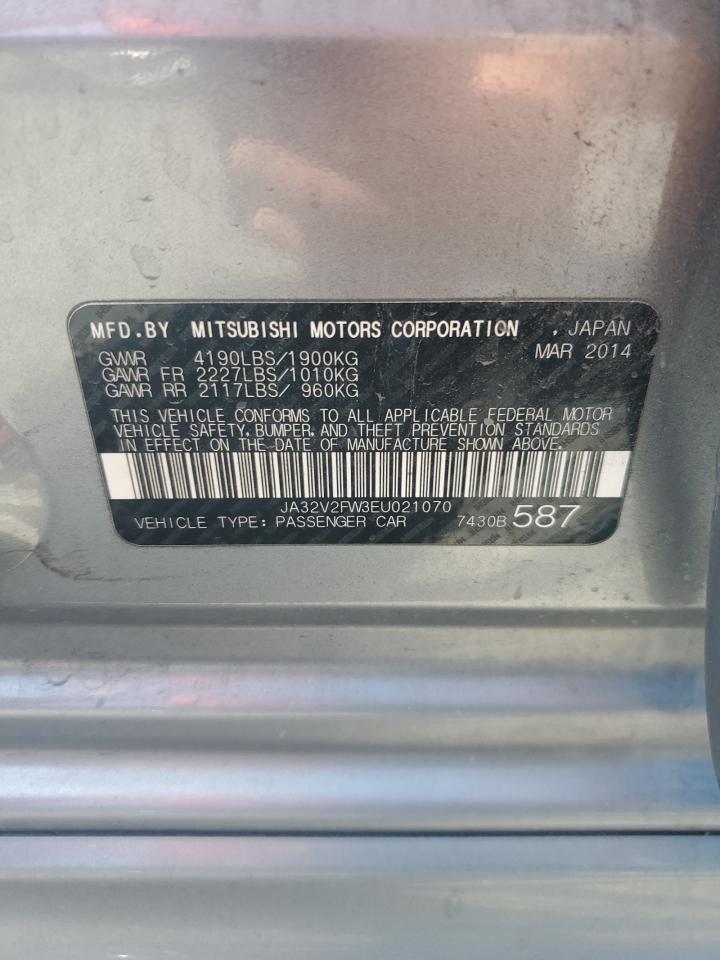 MFD.BY MITSUBISHI MOTORS CORPORATION , JAPAN
MAR 2014
GVWR 4190LBS/1900KG
GAWR FR 2227LBS/1010KG
GAWR RR 2117LBS/ 960KG
THIS VEHICLE CONFORMS TO ALL APPLICABLE FEDERAL MOTOR
VEHICLE SAFETY,BUMPER,AND THEFT PREVENTION STANDARDS
IN EFFECT ON THE DATE OF MANUFACTURE SHOWN ABOVE.
JA32V2FW3EU021070
VEHICLE TYPE: PASSENGER CAR 7430B 587